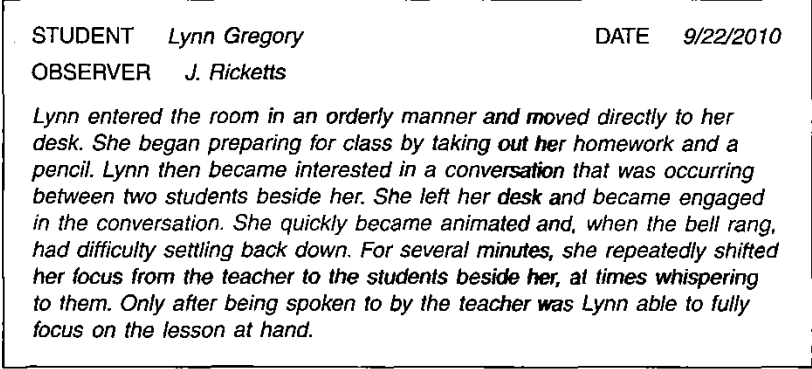 STUDENT Lynn Gregory DATE 9/22/2010
OBSERVER J. Ricketts
Lynn entered the room in an orderly manner and moved directly to her
desk. She began preparing for class by taking out her homework and a
pencil. Lynn then became interested in a conversation that was occurring
between two students beside her. She left her desk and became engaged
in the conversation. She quickly became animated and, when the bell rang,
had difficulty settling back down. For several minutes, she repeatedly shifted
her focus from the teacher to the students beside her, at times whispering
to them. Only after being spoken to by the teacher was Lynn able to fully
focus on the lesson at hand.